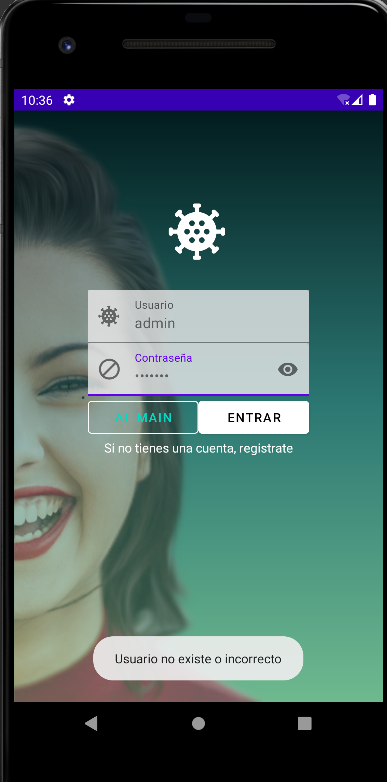 10:36
Usuario
admin
Contraseña
•••••••
AL MAIN
ENTRAR
Si no tienes una cuenta, registrate
Usuario no existe o incorrecto